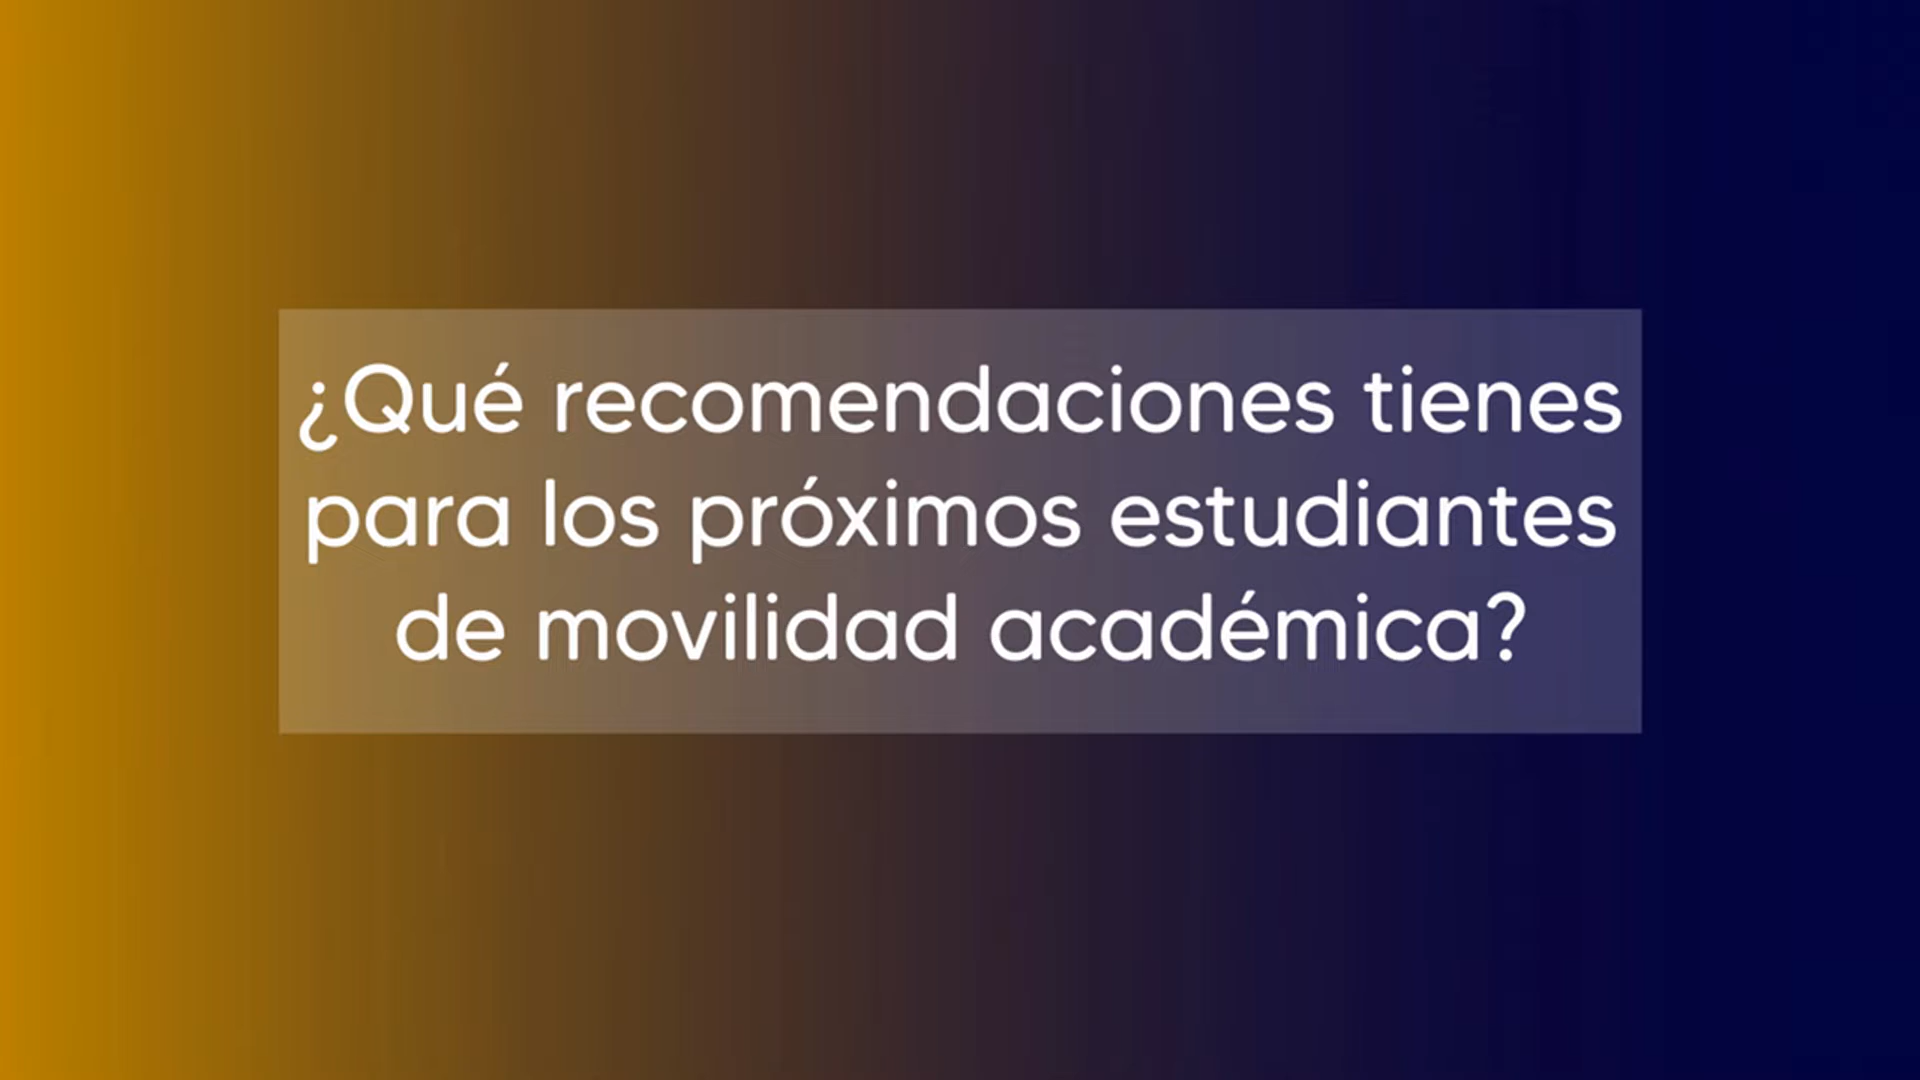 ¿Qué recomendaciones tienes
para los próximos estudiantes
de movilidad académica?